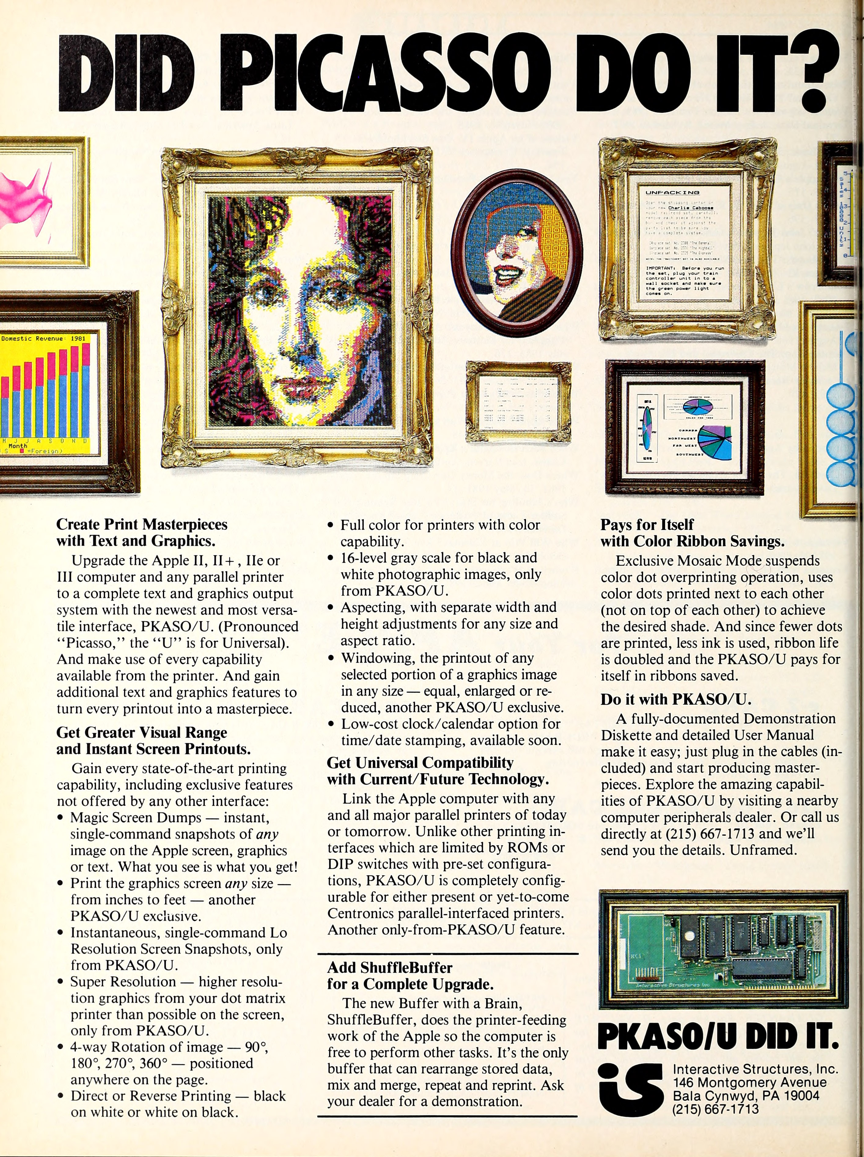 DID PICASSO DO IT?
Domestic Revenue: 1981
Month
UNPACKING
Charlie Caboose
IMPORTANT: Before you run
the set, plug your train
controller unit in to a
wall socket and make sure
the green power light
comes on.
CANADA
NORTHWEST
FAR WEST
SOUTHWEST
Create Print Masterpieces
with Text and Graphics.
Upgrade the Apple II, II+, IIe or
III computer and any parallel printer
to a complete text and graphics output
system with the newest and most versa-
tile interface, PKASO/U. (Pronounced
“Picasso,” the “U” is for Universal).
And make use of every capability
available from the printer. And gain
additional text and graphics features to
turn every printout into a masterpiece.
Get Greater Visual Range
and Instant Screen Printouts.
Gain every state-of-the-art printing
capability, including exclusive features
not offered by any other interface:
• Magic Screen Dumps — instant,
single-command snapshots of any
image on the Apple screen, graphics
or text. What you see is what you get!
• Print the graphics screen any size —
from inches to feet — another
PKASO/U exclusive.
• Instantaneous, single-command Lo
Resolution Screen Snapshots, only
from PKASO/U.
• Super Resolution — higher resolu-
tion graphics from your dot matrix
printer than possible on the screen,
only from PKASO/U.
• 4-way Rotation of image — 90°,
180°, 270°, 360° — positioned
anywhere on the page.
• Direct or Reverse Printing — black
on white or white on black.
• Full color for printers with color
capability.
• 16-level gray scale for black and
white photographic images, only
from PKASO/U.
• Aspecting, with separate width and
height adjustments for any size and
aspect ratio.
• Windowing, the printout of any
selected portion of a graphics image
in any size — equal, enlarged or re-
duced, another PKASO/U exclusive.
• Low-cost clock/calendar option for
time/date stamping, available soon.
Get Universal Compatibility
with Current/Future Technology.
Link the Apple computer with any
and all major parallel printers of today
or tomorrow. Unlike other printing in-
terfaces which are limited by ROMs or
DIP switches with pre-set configura-
tions, PKASO/U is completely config-
urable for either present or yet-to-come
Centronics parallel-interfaced printers.
Another only-from-PKASO/U feature.
Add ShuffleBuffer
for a Complete Upgrade.
The new Buffer with a Brain,
ShuffleBuffer, does the printer-feeding
work of the Apple so the computer is
free to perform other tasks. It’s the only
buffer that can rearrange stored data,
mix and merge, repeat and reprint. Ask
your dealer for a demonstration.
Pays for Itself
with Color Ribbon Savings.
Exclusive Mosaic Mode suspends
color dot overprinting operation, uses
color dots printed next to each other
(not on top of each other) to achieve
the desired shade. And since fewer dots
are printed, less ink is used, ribbon life
is doubled and the PKASO/U pays for
itself in ribbons saved.
Do it with PKASO/U.
A fully-documented Demonstration
Diskette and detailed User Manual
make it easy; just plug in the cables (in-
cluded) and start producing master-
pieces. Explore the amazing capabil-
ities of PKASO/U by visiting a nearby
computer peripherals dealer. Or call us
directly at (215) 667-1713 and we’ll
send you the details. Unframed.
Interactive Structures Inc.
PKASO/U DID IT.
iS
Interactive Structures, Inc.
146 Montgomery Avenue
Bala Cynwyd, PA 19004
(215) 667-1713